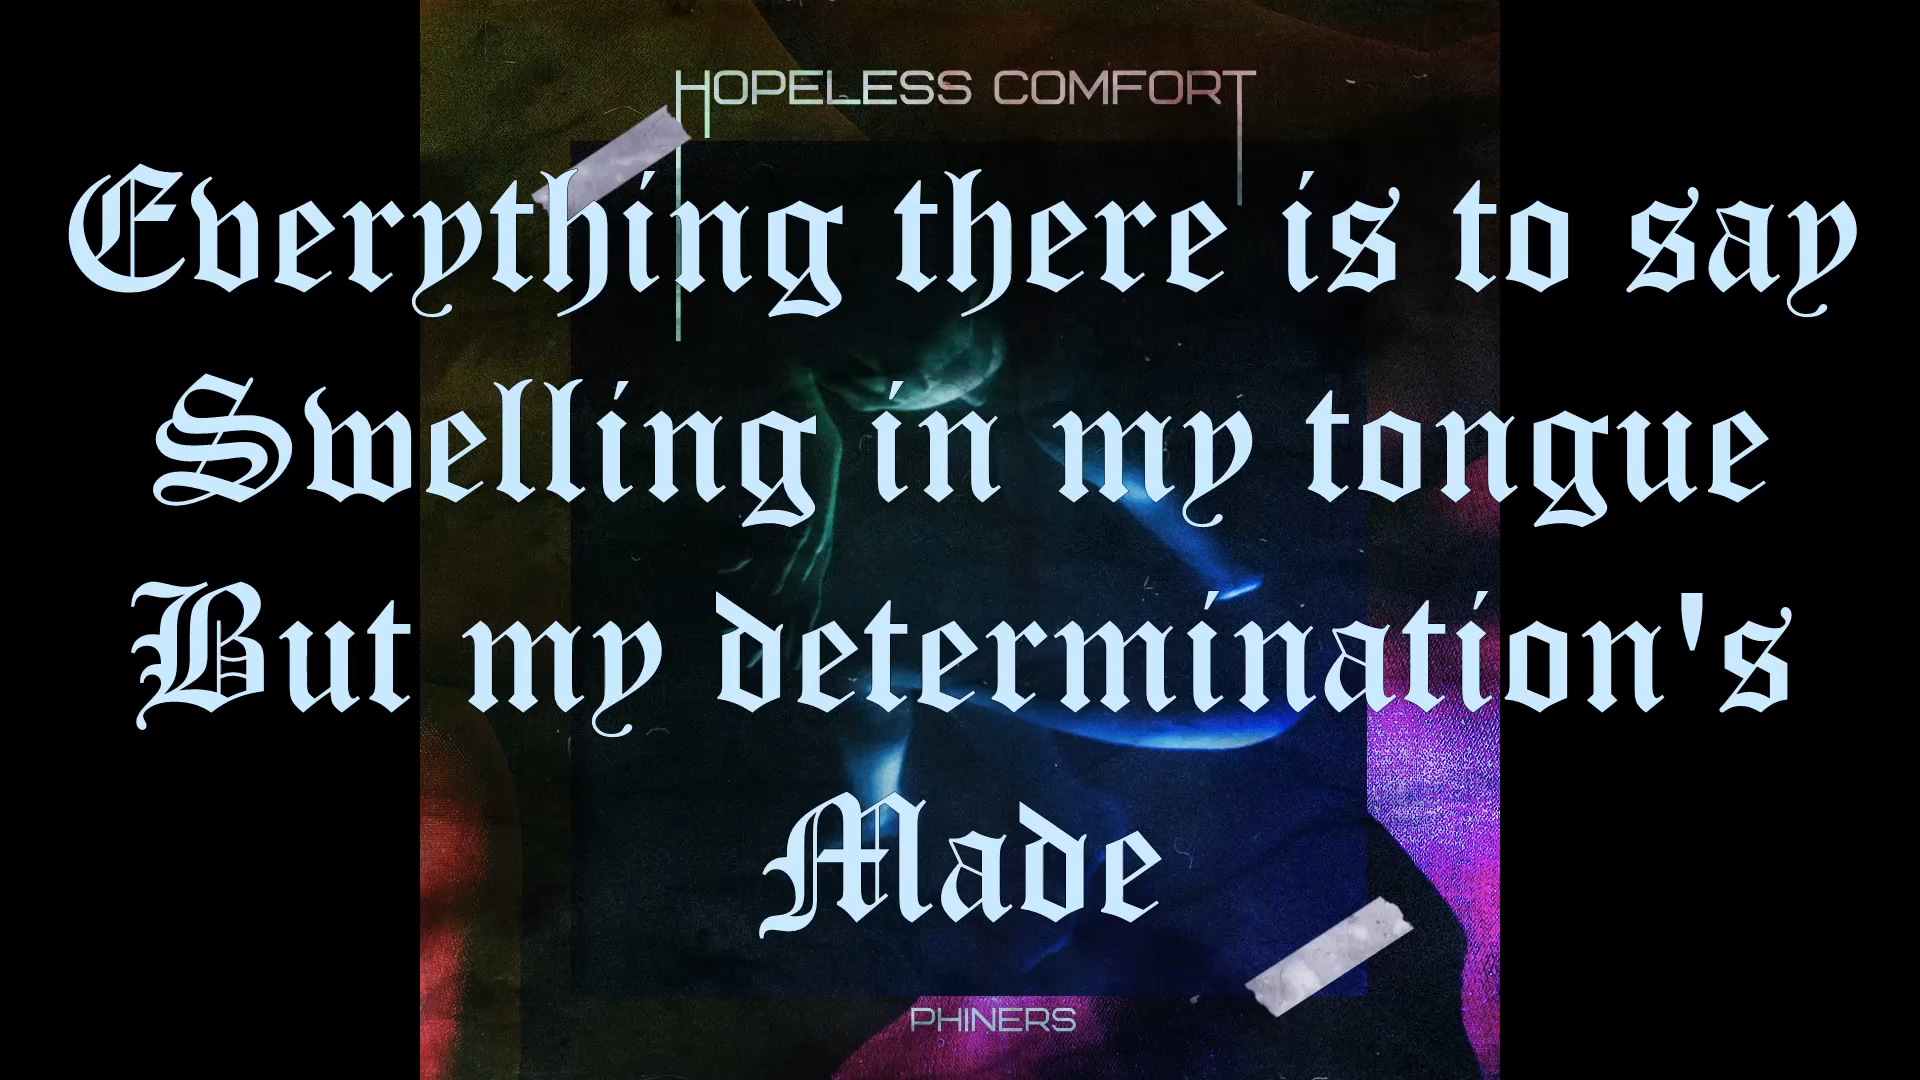 HOPELESS COMFORT
Everything there is to say
Swelling in my tongue
But my determination's
Made
PHINERS